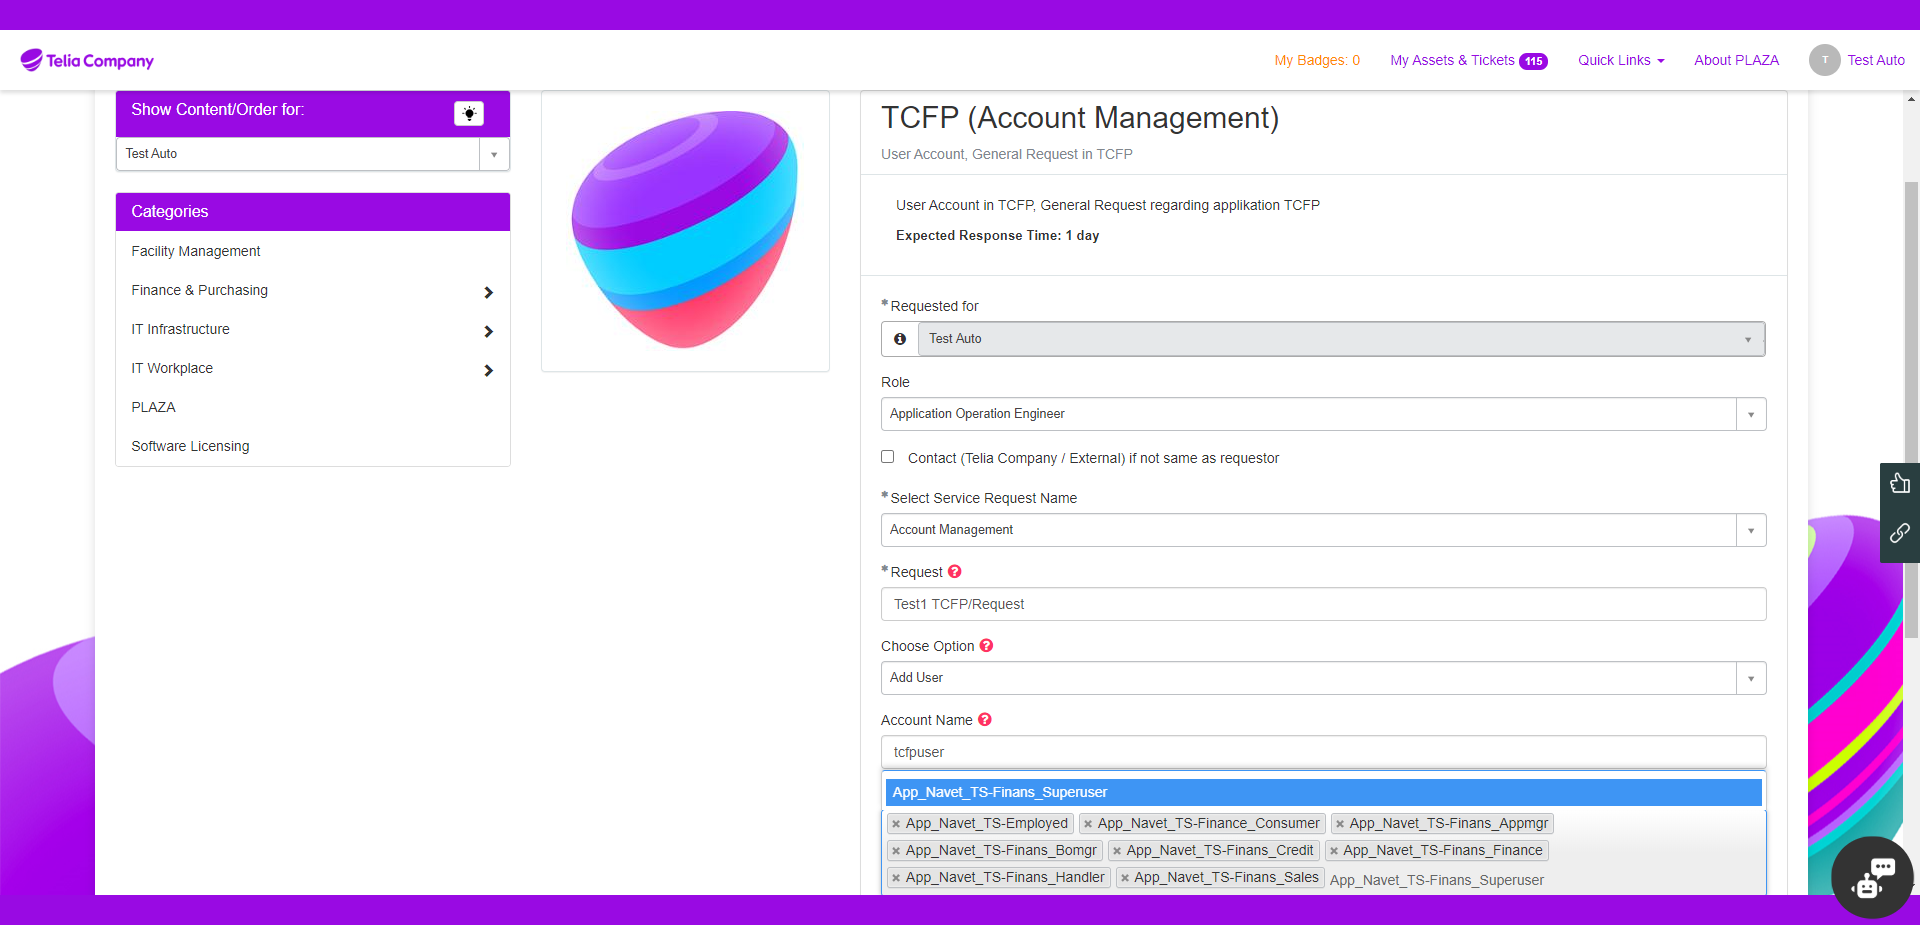 Telia Company
My Badges: 0
My Assets & Tickets 115
Quick Links
About PLAZA
T
Test Auto
Show Content/Order for:
Test Auto
Categories
Facility Management
Finance & Purchasing
IT Infrastructure
IT Workplace
PLAZA
Software Licensing
TCFP (Account Management)
User Account, General Request in TCFP
User Account in TCFP, General Request regarding applikation TCFP
Expected Response Time: 1 day
* Requested for
Test Auto
Role
Application Operation Engineer
Contact (Telia Company / External) if not same as requestor
* Select Service Request Name
Account Management
* Request ?
Test1 TCFP/Request
Choose Option ?
Add User
Account Name ?
tcfpuser
App_Navet_TS-Finans_Superuser
× App_Navet_TS-Employed × App_Navet_TS-Finance_Consumer × App_Navet_TS-Finans_Appmgr
× App_Navet_TS-Finans_Bomgr × App_Navet_TS-Finans_Credit × App_Navet_TS-Finans_Finance
× App_Navet_TS-Finans_Handler × App_Navet_TS-Finans_Sales App_Navet_TS-Finans_Superuser